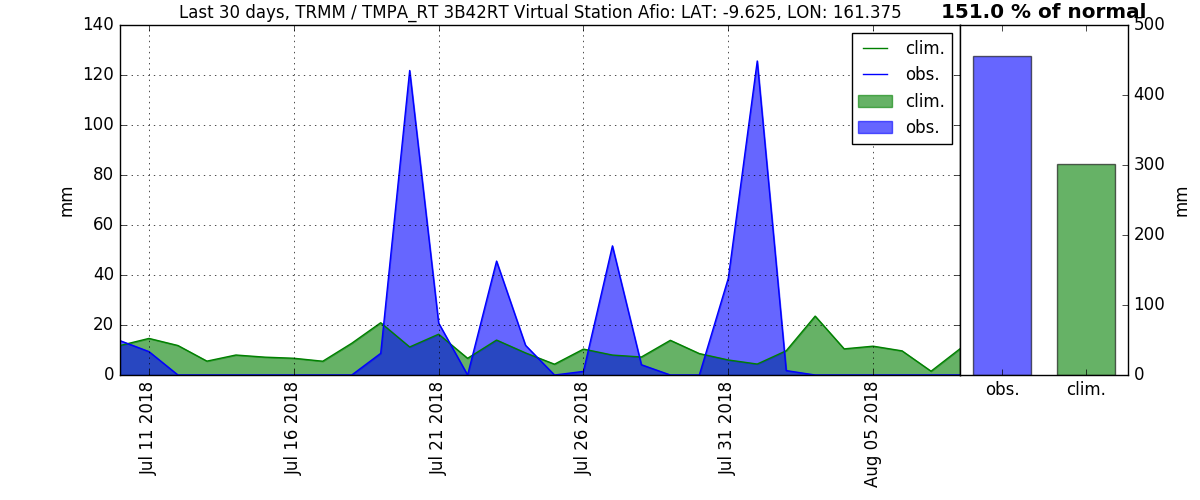 Last 30 days, TRMM / TMPA_RT 3B42RT Virtual Station Afio: LAT: -9.625, LON: 161.375
151.0 % of normal
mm
140
120
100
80
60
40
20
0
Jul 11 2018
Jul 16 2018
Jul 21 2018
Jul 26 2018
Jul 31 2018
Aug 05 2018
clim.
obs.
clim.
obs.
500
400
300
200
100
0
mm
obs.
clim.